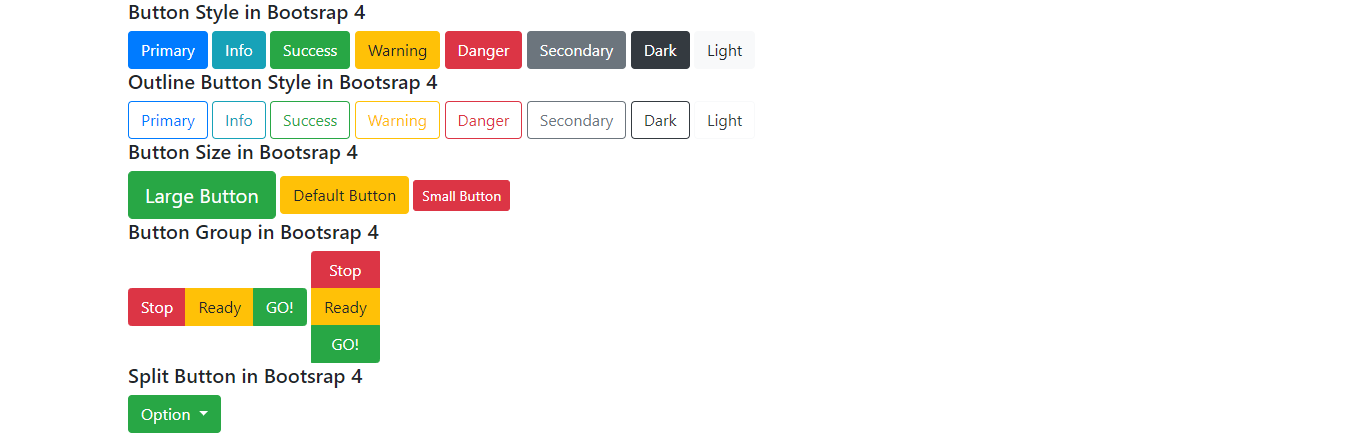 Button Style in Bootsrap 4
Primary Info Success Warning Danger Secondary Dark Light
Outline Button Style in Bootsrap 4
Primary Info Success Warning Danger Secondary Dark Light
Button Size in Bootsrap 4
Large Button Default Button Small Button
Button Group in Bootsrap 4
Stop
Stop Ready GO! Ready
GO!
Split Button in Bootsrap 4
Option